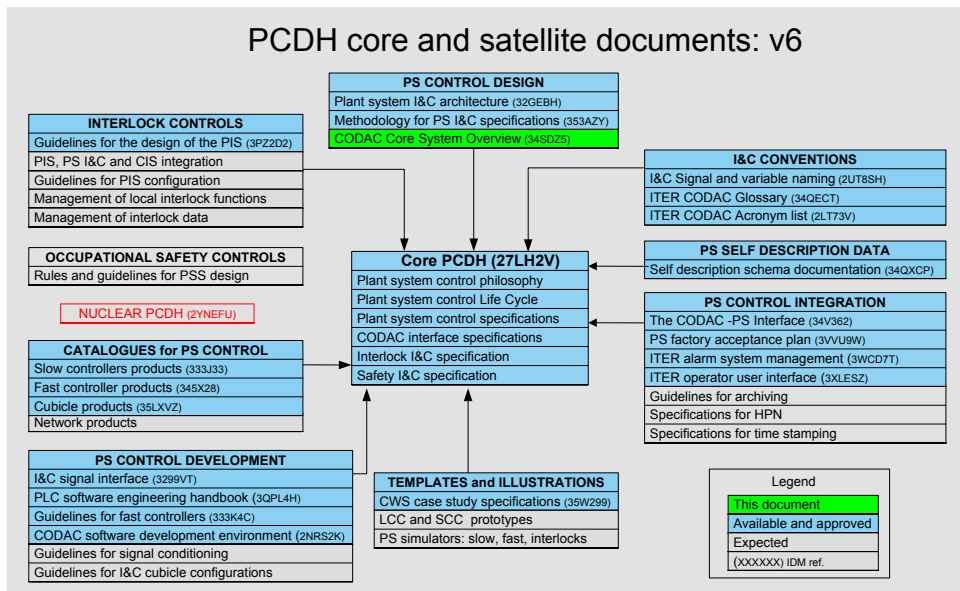 PCDH core and satellite documents: v6
PS CONTROL DESIGN
Plant system I&C architecture (32GEBH)
Methodology for PS I&C specifications (353AZY)
CODAC Core System Overview (34SDZ5)
INTERLOCK CONTROLS
Guidelines for the design of the PIS (3PZ2D2)
PIS, PS I&C and CIS integration
Guidelines for PIS configuration
Management of local interlock functions
Management of interlock data
I&C CONVENTIONS
I&C Signal and variable naming (2UT8SH)
ITER CODAC Glossary (34QECT)
ITER CODAC Acronym list (2LT73V)
OCCUPATIONAL SAFETY CONTROLS
Rules and guidelines for PSS design
Core PCDH (27LH2V)
Plant system control philosophy
Plant system control Life Cycle
Plant system control specifications
CODAC interface specifications
Interlock I&C specification
Safety I&C specification
PS SELF DESCRIPTION DATA
Self description schema documentation (34QXCP)
NUCLEAR PCDH (2YNEFU)
PS CONTROL INTEGRATION
The CODAC -PS Interface (34V362)
PS factory acceptance plan (3VVU9W)
ITER alarm system management (3WCD7T)
ITER operator user interface (3XLESZ)
Guidelines for archiving
Specifications for HPN
Specifications for time stamping
CATALOGUES for PS CONTROL
Slow controllers products (333J33)
Fast controller products (345X28)
Cubicle products (35LXVZ)
Network products
PS CONTROL DEVELOPMENT
I&C signal interface (3299VT)
PLC software engineering handbook (3QPL4H)
Guidelines for fast controllers (333K4C)
CODAC software development environment (2NRS2K)
Guidelines for signal conditioning
Guidelines for I&C cubicle configurations
TEMPLATES and ILLUSTRATIONS
CWS case study specifications (35W299)
LCC and SCC prototypes
PS simulators: slow, fast, interlocks
Legend
This document
Available and approved
Expected
(XXXXXX) IDM ref.